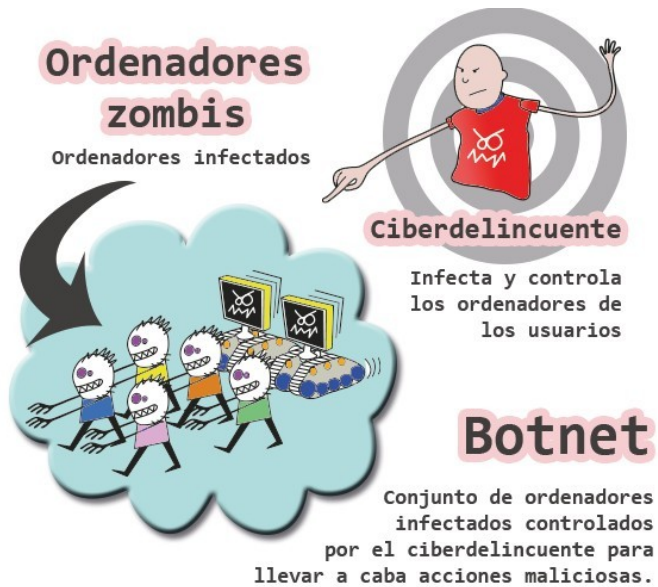 Ordenadores
zombis
Ordenadores infectados
Ciberdelincuente
Infecta y controla
los ordenadores de
los usuarios
Botnet
Conjunto de ordenadores
infectados controlados
por el ciberdelincuente para
llevar a caba acciones maliciosas.